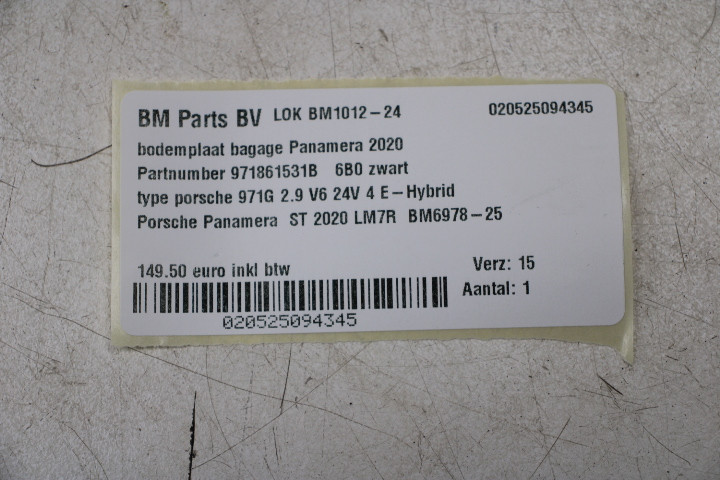 BM Parts BV LOK BM1012-24 020525094345
bodemplaat bagage Panamera 2020
Partnumber 971861531B 6B0 zwart
type porsche 971G 2.9 V6 24V 4 E-Hybrid
Porsche Panamera ST 2020 LM7R BM6978-25
149.50 euro inkl btw Verz: 15
Aantal: 1
020525094345